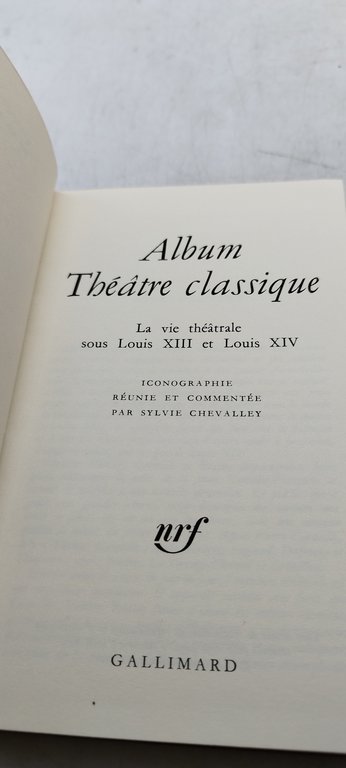 Album
Théâtre classique
La vie théâtrale
sous Louis XIII et Louis XIV
ICONOGRAPHIE
RÉUNIE ET COMMENTÉE
PAR SYLVIE CHEVALLEY
nrf
GALLIMARD